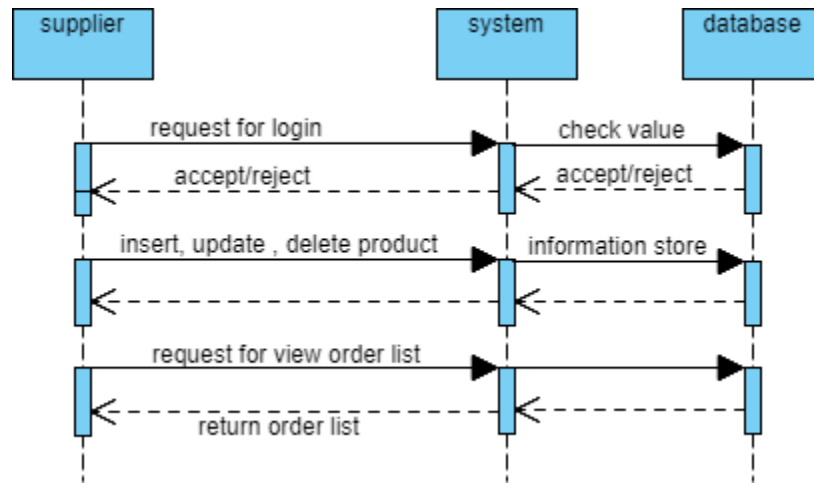 supplier
system
database
request for login
check value
accept/reject
accept/reject
insert, update , delete product
information store
request for view order list
return order list